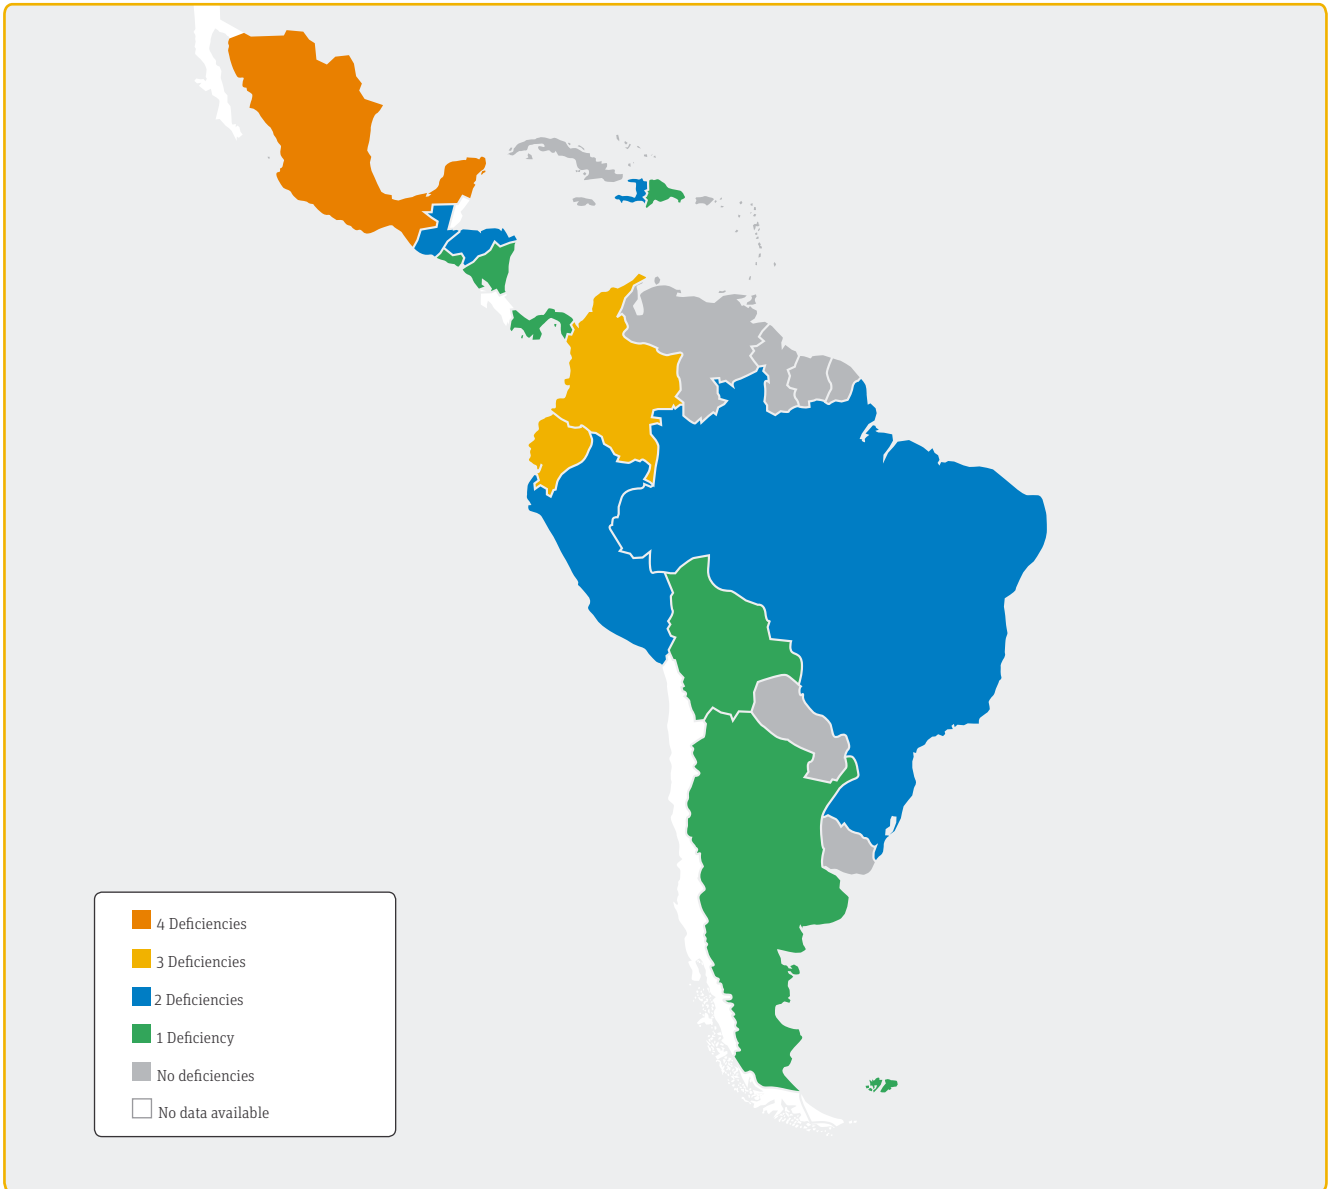 4 Deficiencies
3 Deficiencies
2 Deficiencies
1 Deficiency
No deficiencies
No data available